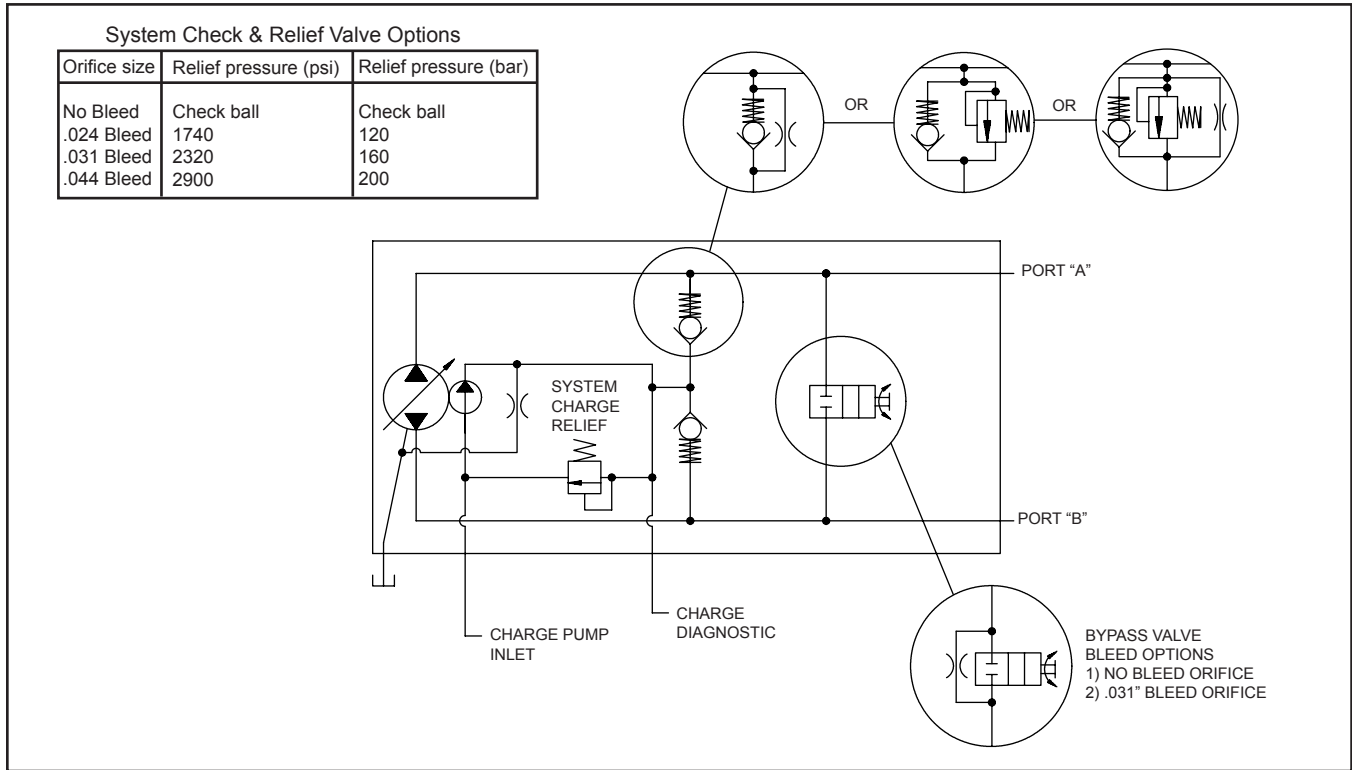 System Check & Relief Valve Options
Orifice size Relief pressure (psi) Relief pressure (bar)
No Bleed Check ball Check ball
.024 Bleed 1740 120
.031 Bleed 2320 160
.044 Bleed 2900 200
OR
OR
PORT “A”
SYSTEM
CHARGE
RELIEF
PORT “B”
CHARGE PUMP
INLET
CHARGE
DIAGNOSTIC
BYPASS VALVE
BLEED OPTIONS
1) NO BLEED ORIFICE
2) .031” BLEED ORIFICE